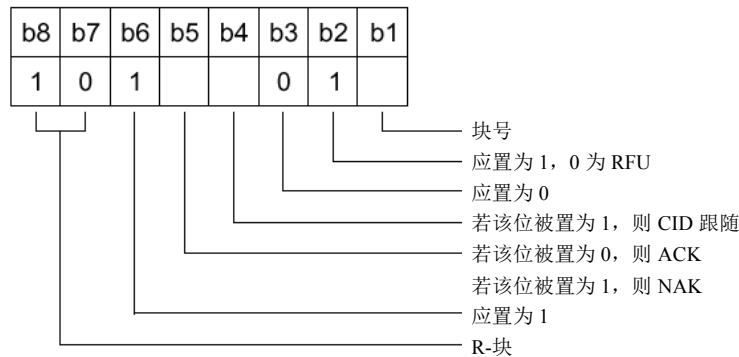 b8 b7 b6 b5 b4 b3 b2 b1
1 0 1 0 1
块号
应置为 1，0 为 RFU
应置为 0
若该位被置为 1，则 CID 跟随
若该位被置为 0，则 ACK
若该位被置为 1，则 NAK
应置为 1
R-块